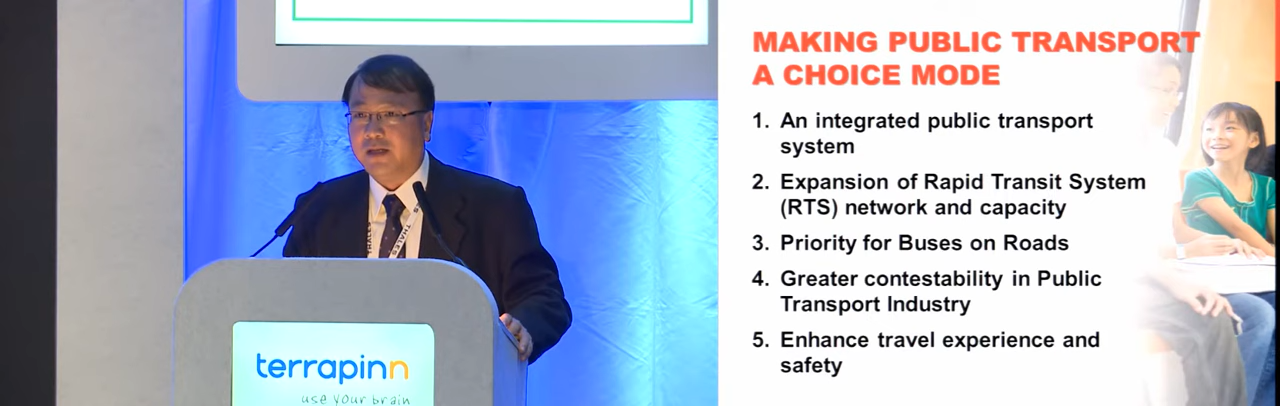 THALES
terrapinn
use your brain
MAKING PUBLIC TRANSPORT
A CHOICE MODE
1. An integrated public transport
system
2. Expansion of Rapid Transit System
(RTS) network and capacity
3. Priority for Buses on Roads
4. Greater contestability in Public
Transport Industry
5. Enhance travel experience and
safety